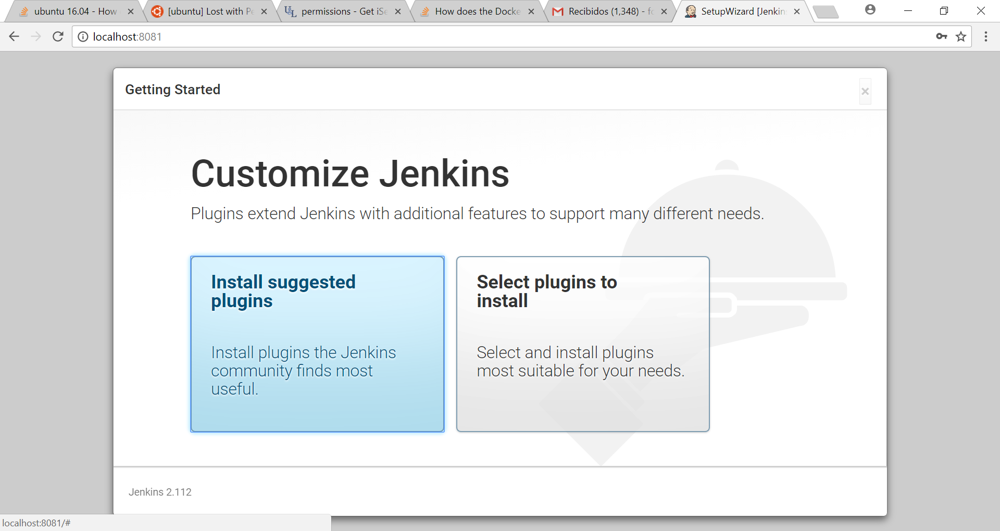 ubuntu 16.04 - How
[ubuntu] Lost with Pe
permissions - Get iSe
How does the Docke
Recibidos (1,348) - fo
SetupWizard [Jenkin
localhost:8081
Getting Started
Customize Jenkins
Plugins extend Jenkins with additional features to support many different needs.
Install suggested
plugins
Install plugins the Jenkins
community finds most
useful.
Select plugins to
install
Select and install plugins
most suitable for your needs.
Jenkins 2.112
localhost:8081/#